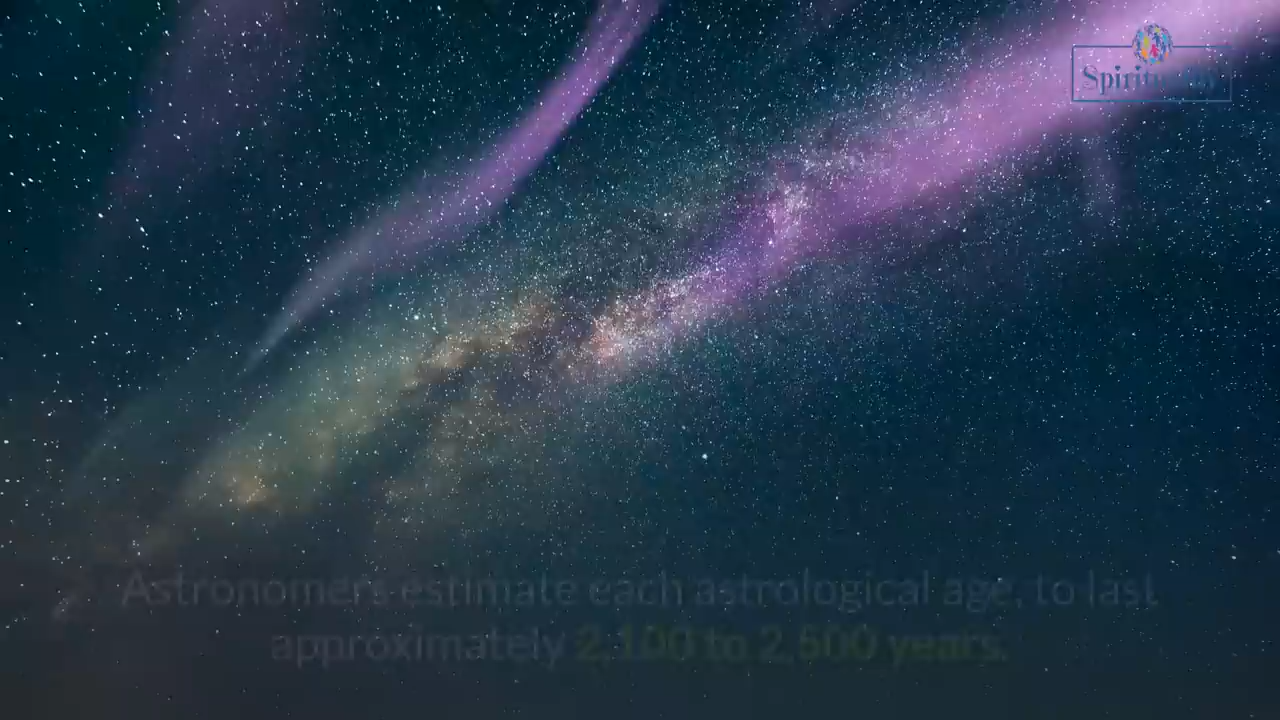 Astronomers estimate each astrological age, to last
approximately 2,100 to 2,500 years.